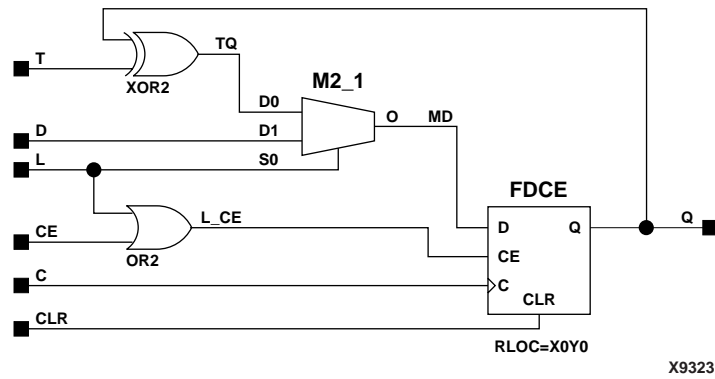 T
TQ
XOR2
M2_1
D0
O
MD
D
D1
L
S0
FDCE
L_CE
D
Q
Q
CE
OR2
CE
C
C
CLR
CLR
RLOC=X0Y0
X9323